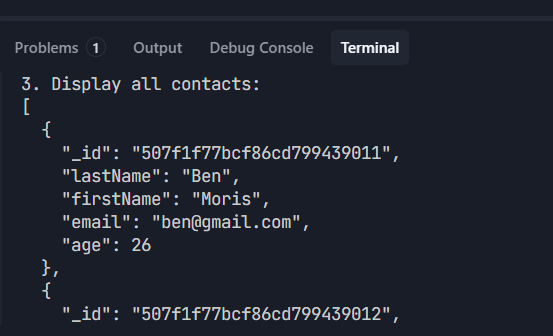 Problems 1 Output Debug Console Terminal
3. Display all contacts:
[
  {
    "_id": "507f1f77bcf86cd799439011",
    "lastName": "Ben",
    "firstName": "Moris",
    "email": "ben@gmail.com",
    "age": 26
  },
  {
    "_id": "507f1f77bcf86cd799439012",